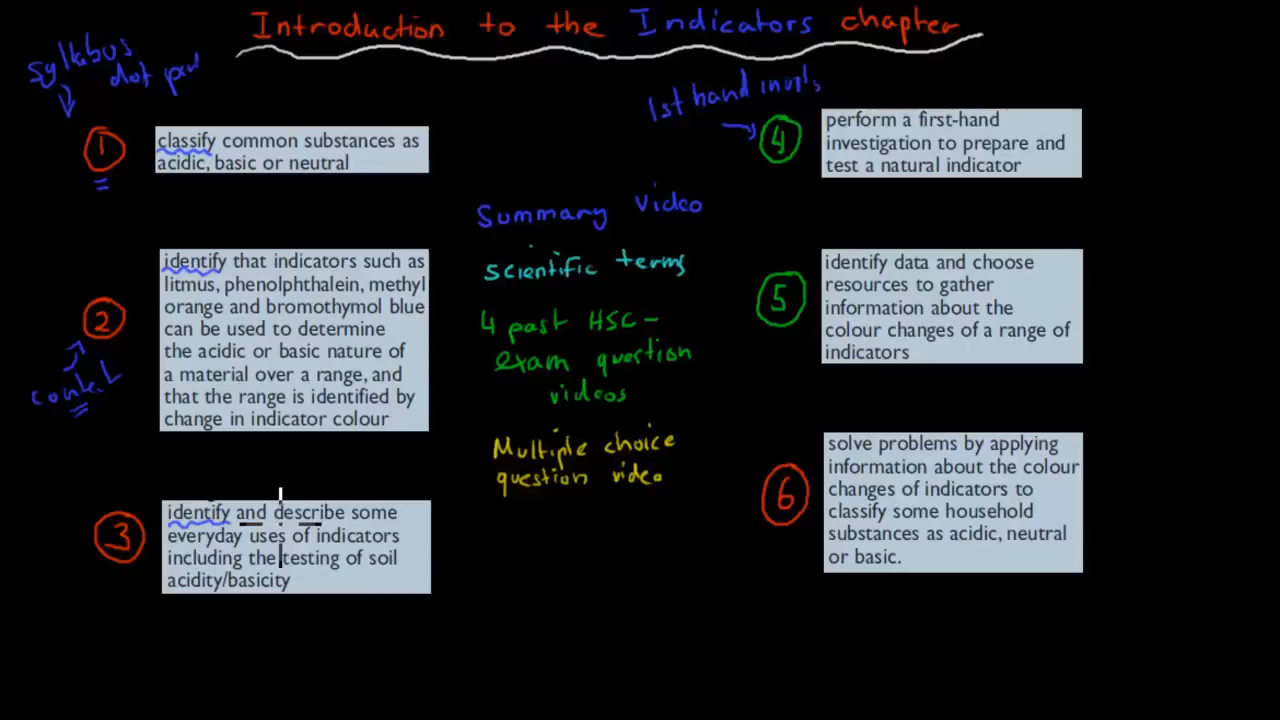 Introduction to the Indicators chapter
syllabus
dot
1
classify common substances as
acidic, basic or neutral
2
identify that indicators such as
litmus, phenolphthalein, methyl
orange and bromothymol blue
can be used to determine
the acidic or basic nature of
a material over a range, and
that the range is identified by
change in indicator colour
3
identify and describe some
everyday uses of indicators
including the testing of soil
acidity/basicity
Summary video
scientific terms
4 past HSC-
exam question
videos
Multiple choice
question video
1st hand
4
perform a first-hand
investigation to prepare and
test a natural indicator
5
identify data and choose
resources to gather
information about the
colour changes of a range of
indicators
6
solve problems by applying
information about the colour
changes of indicators to
classify some household
substances as acidic, neutral
or basic.